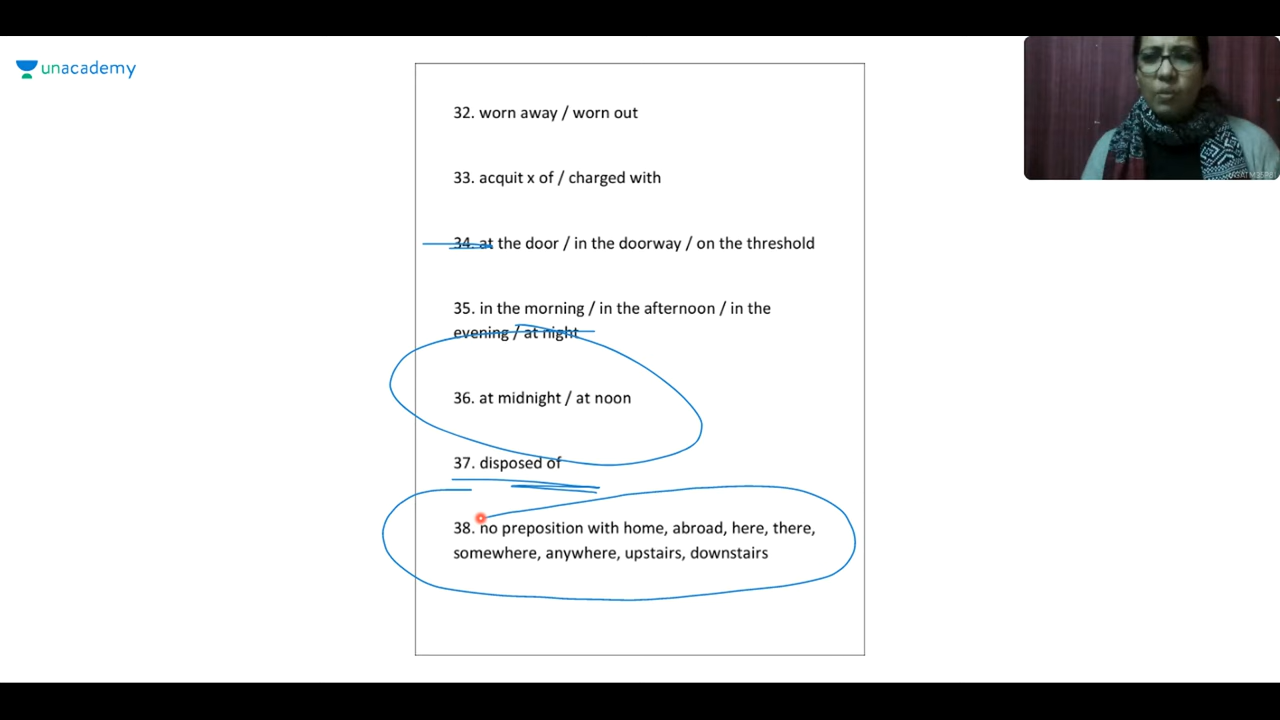 unacademy
32. worn away / worn out
33. acquit x of / charged with
34. at the door / in the doorway / on the threshold
35. in the morning / in the afternoon / in the
evening / at night
36. at midnight / at noon
37. disposed of
38. no preposition with home, abroad, here, there,
somewhere, anywhere, upstairs, downstairs